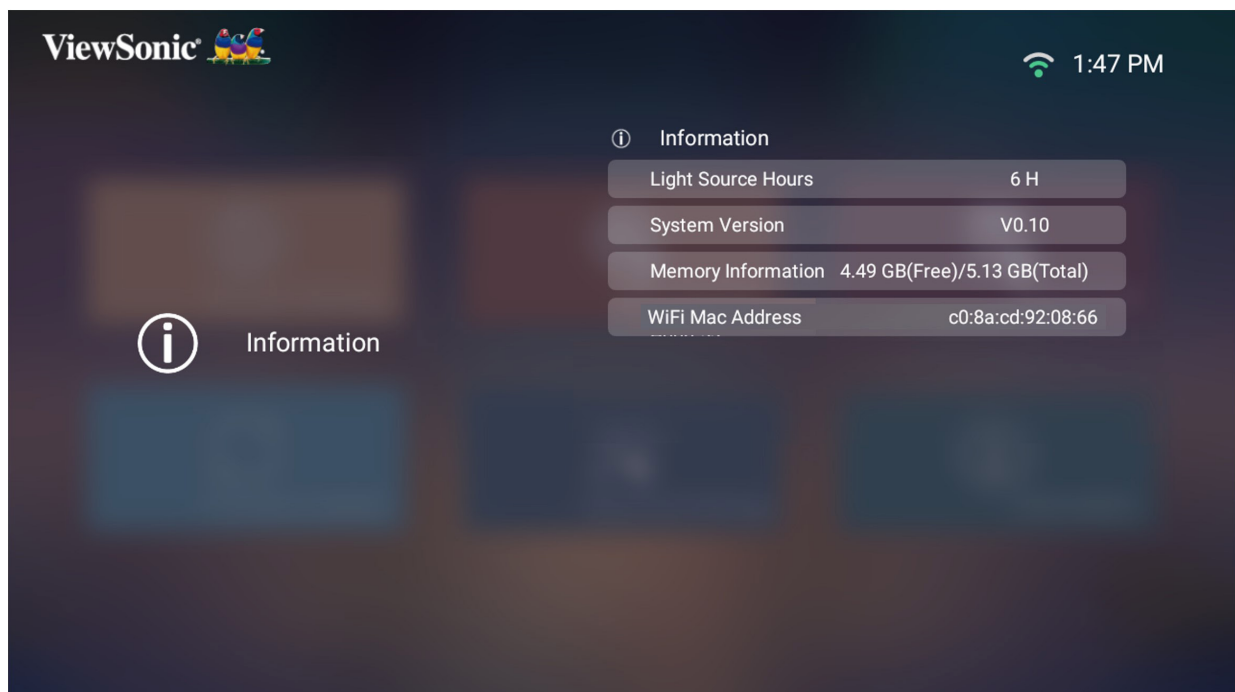 ViewSonic®
1:47 PM
Information
Light Source Hours 6 H
System Version V0.10
Memory Information 4.49 GB(Free)/5.13 GB(Total)
WiFi Mac Address c0:8a:cd:92:08:66
Information